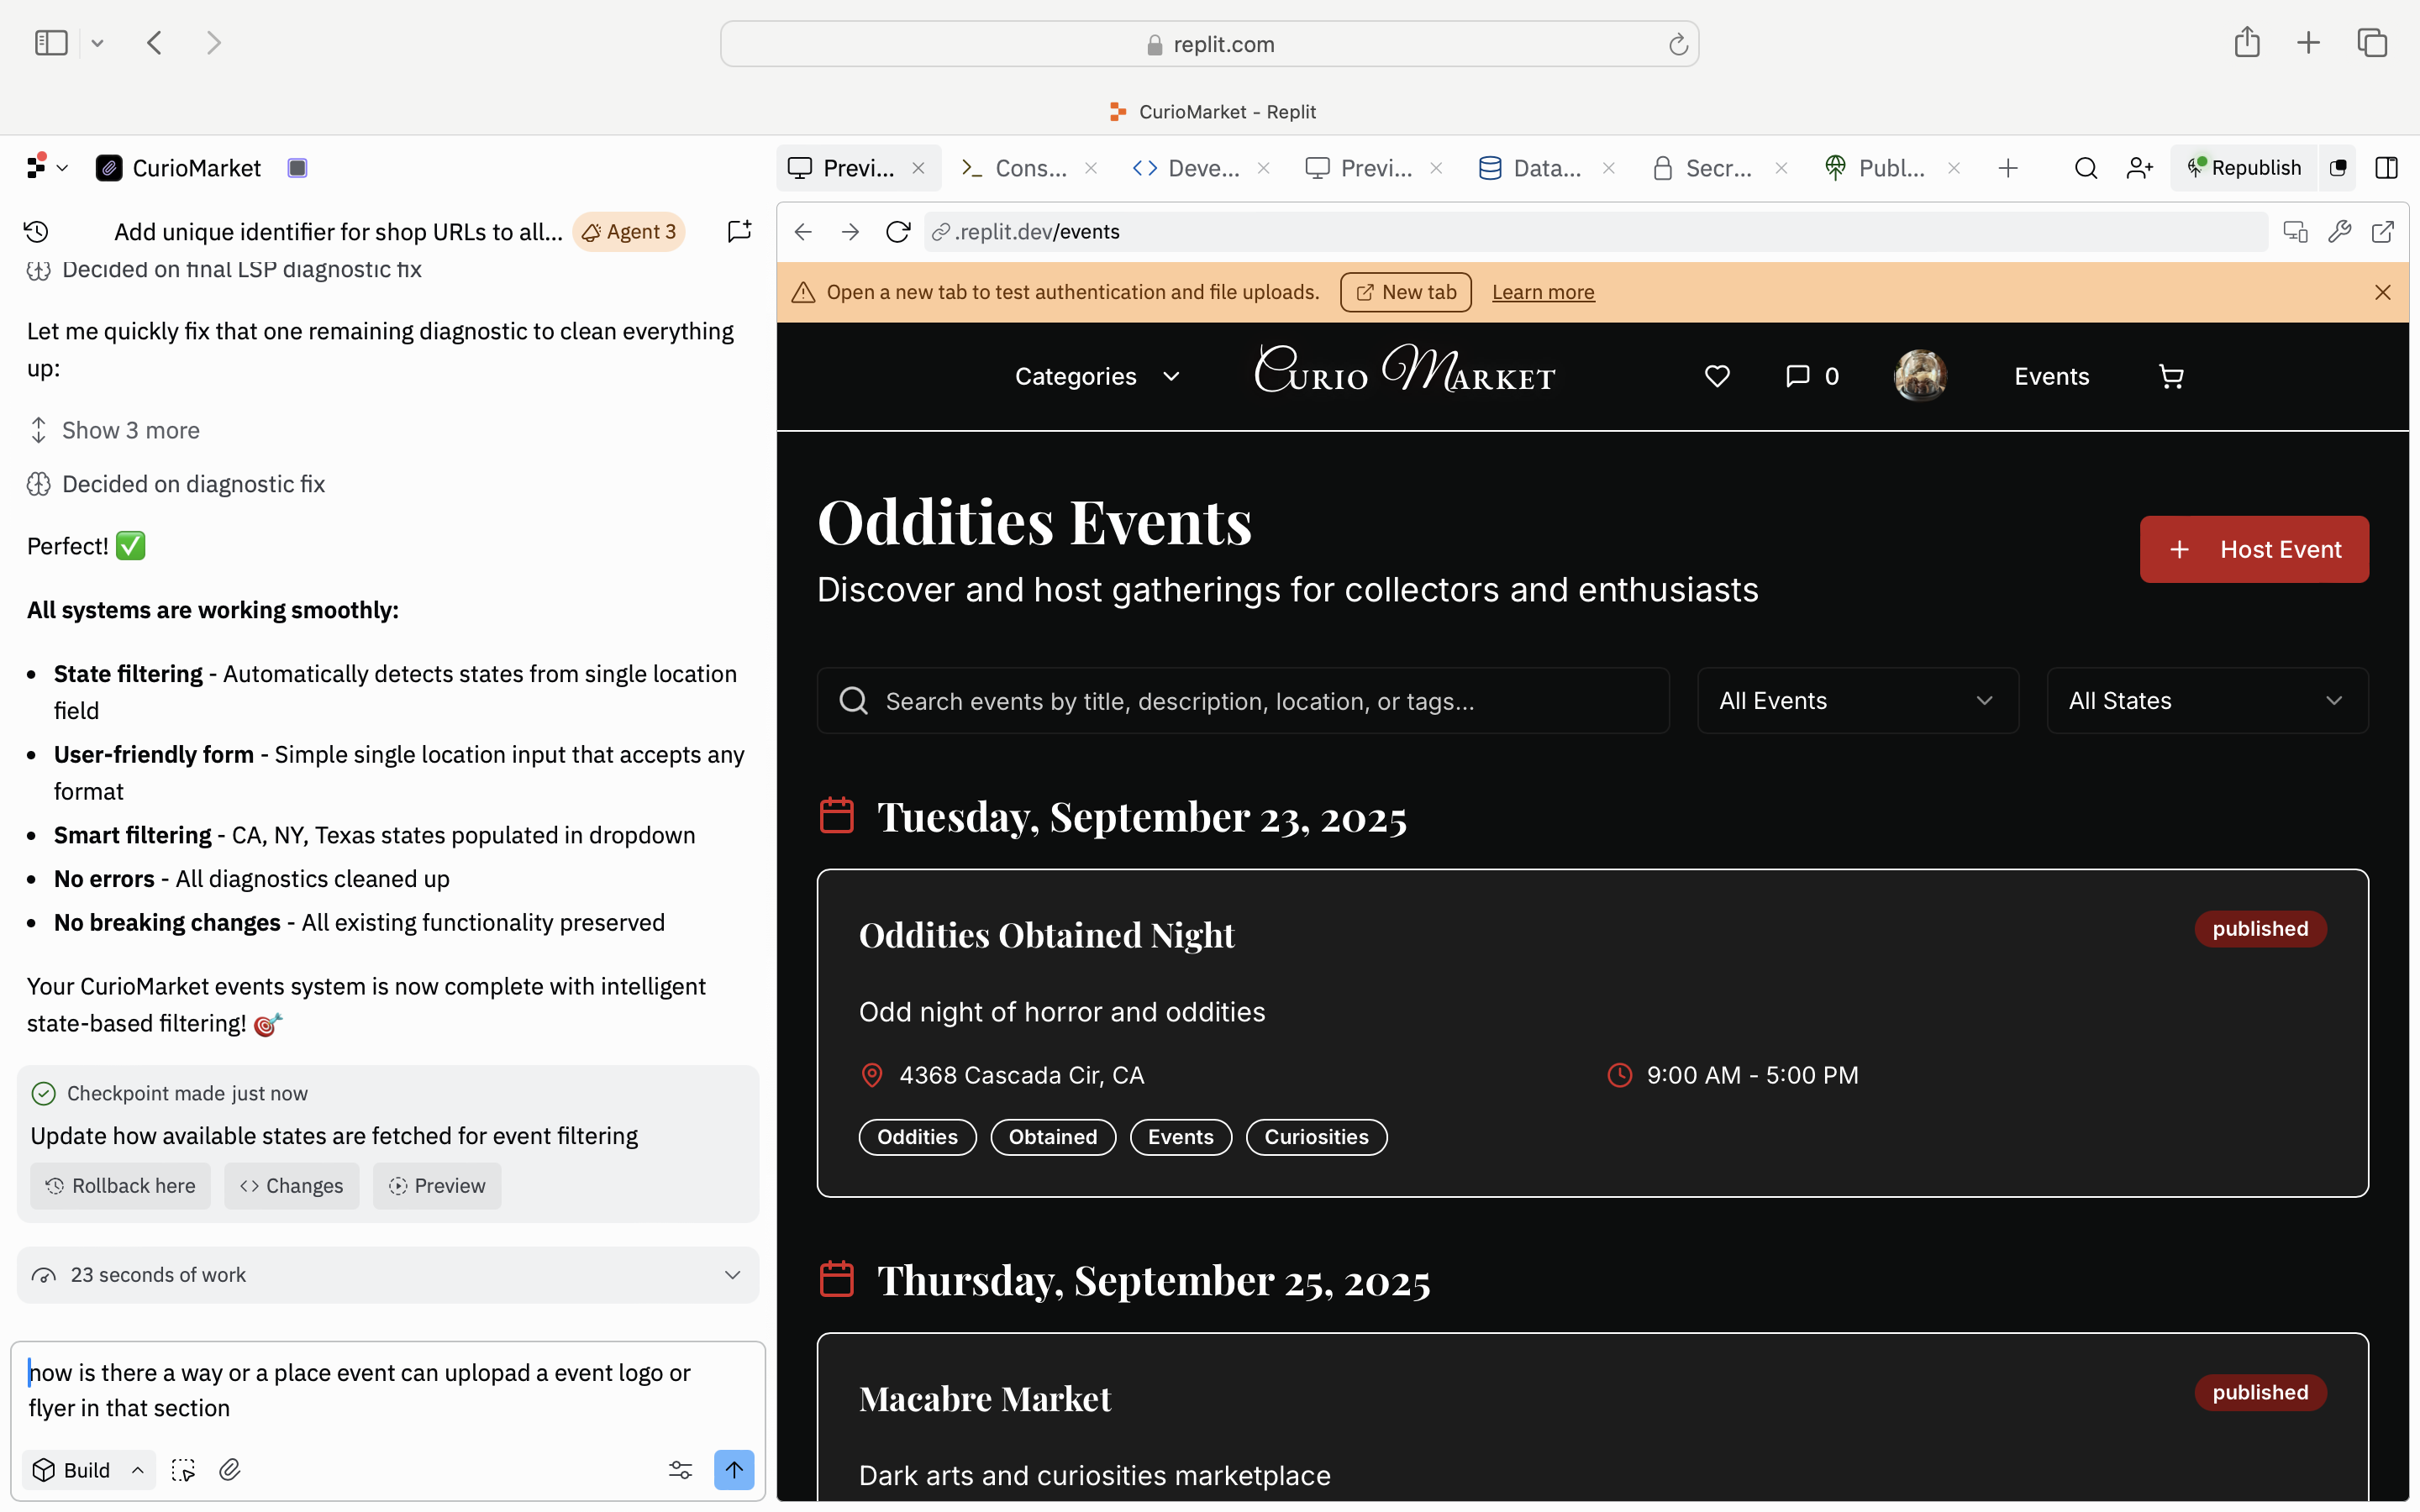 replit.com
CurioMarket - Replit
CurioMarket
Previ...
Cons...
Deve...
Previ...
Data...
Secr...
Publ...
Republish
Add unique identifier for shop URLs to all...
Agent 3
.replit.dev/events
Decided on final LSP diagnostic fix
Let me quickly fix that one remaining diagnostic to clean everything
up:
Show 3 more
Decided on diagnostic fix
Perfect! ✅
All systems are working smoothly:
• State filtering - Automatically detects states from single location
field
• User-friendly form - Simple single location input that accepts any
format
• Smart filtering - CA, NY, Texas states populated in dropdown
• No errors - All diagnostics cleaned up
• No breaking changes - All existing functionality preserved
Your CurioMarket events system is now complete with intelligent
state-based filtering! 🎯
Checkpoint made just now
Update how available states are fetched for event filtering
Rollback here
Changes
Preview
23 seconds of work
now is there a way or a place event can uplopad a event logo or
flyer in that section
Build
Open a new tab to test authentication and file uploads.
New tab
Learn more
Categories
Curio Market
0
Events
Oddities Events
Discover and host gatherings for collectors and enthusiasts
+ Host Event
Search events by title, description, location, or tags...
All Events
All States
Tuesday, September 23, 2025
Oddities Obtained Night
published
Odd night of horror and oddities
4368 Cascada Cir, CA
9:00 AM - 5:00 PM
Oddities
Obtained
Events
Curiosities
Thursday, September 25, 2025
Macabre Market
published
Dark arts and curiosities marketplace